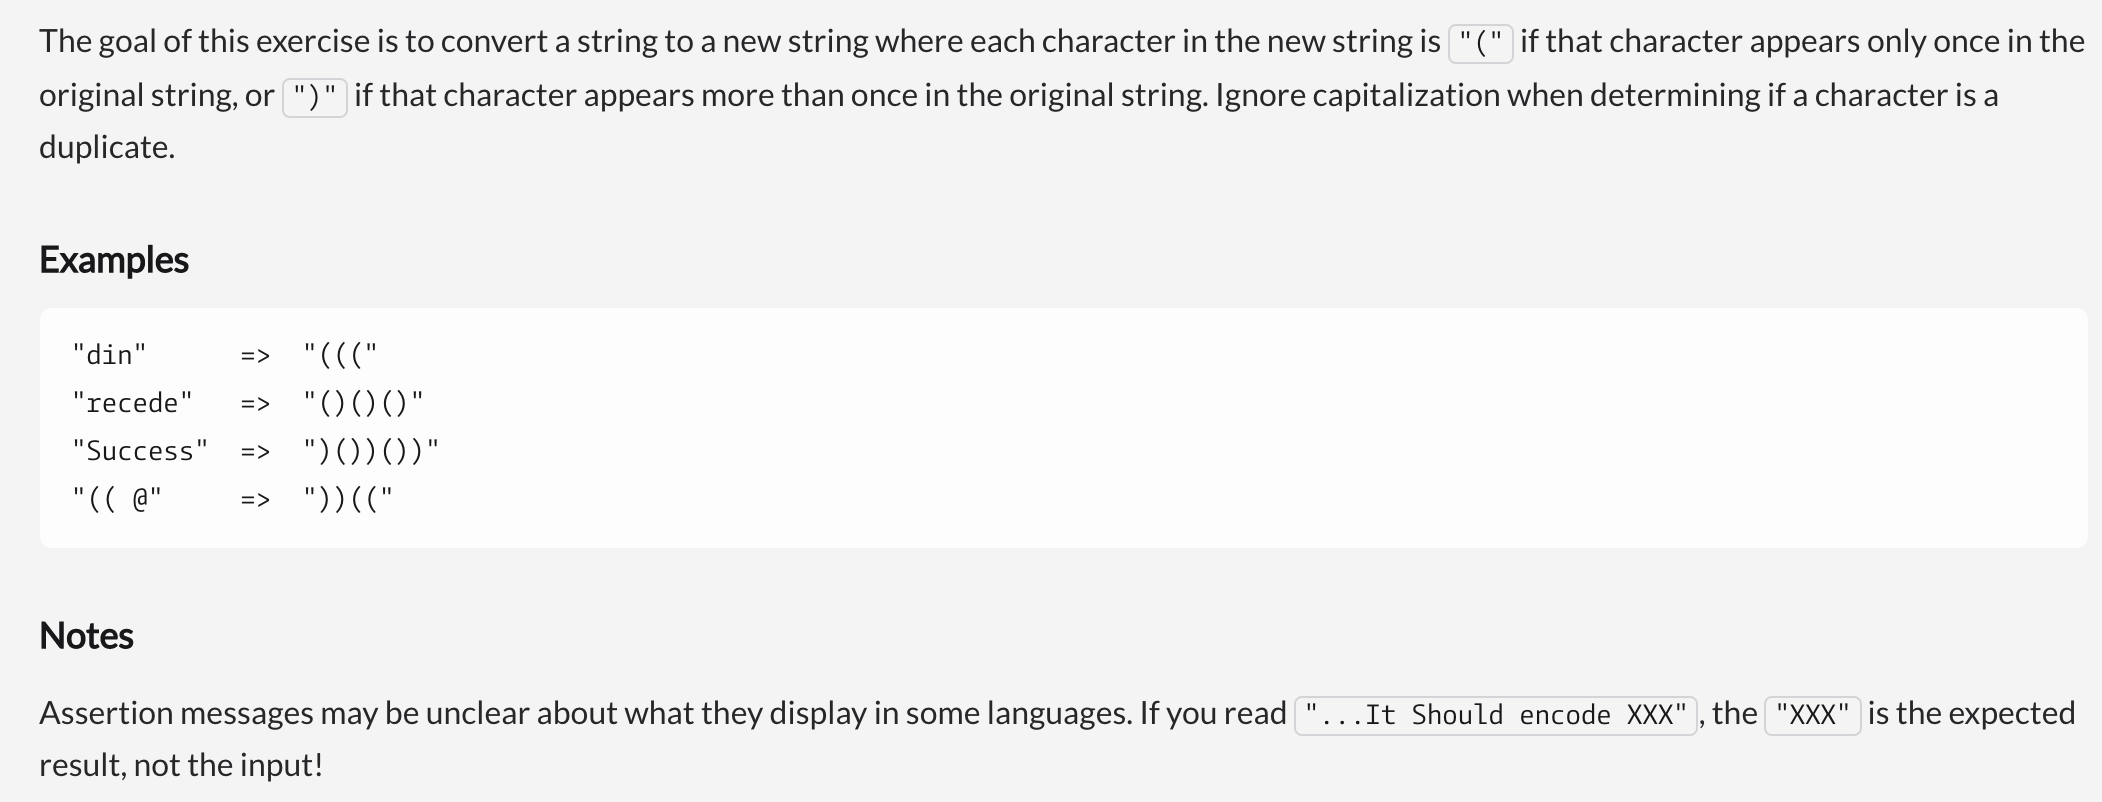 The goal of this exercise is to convert a string to a new string where each character in the new string is "(" if that character appears only once in the
original string, or ")" if that character appears more than once in the original string. Ignore capitalization when determining if a character is a
duplicate.
Examples
"din"      =>  "((("
"recede"   =>  "()()()"
"Success"  =>  ")())())"
"(( @"     =>  "))(("
Notes
Assertion messages may be unclear about what they display in some languages. If you read "...It Should encode XXX", the "XXX" is the expected
result, not the input!